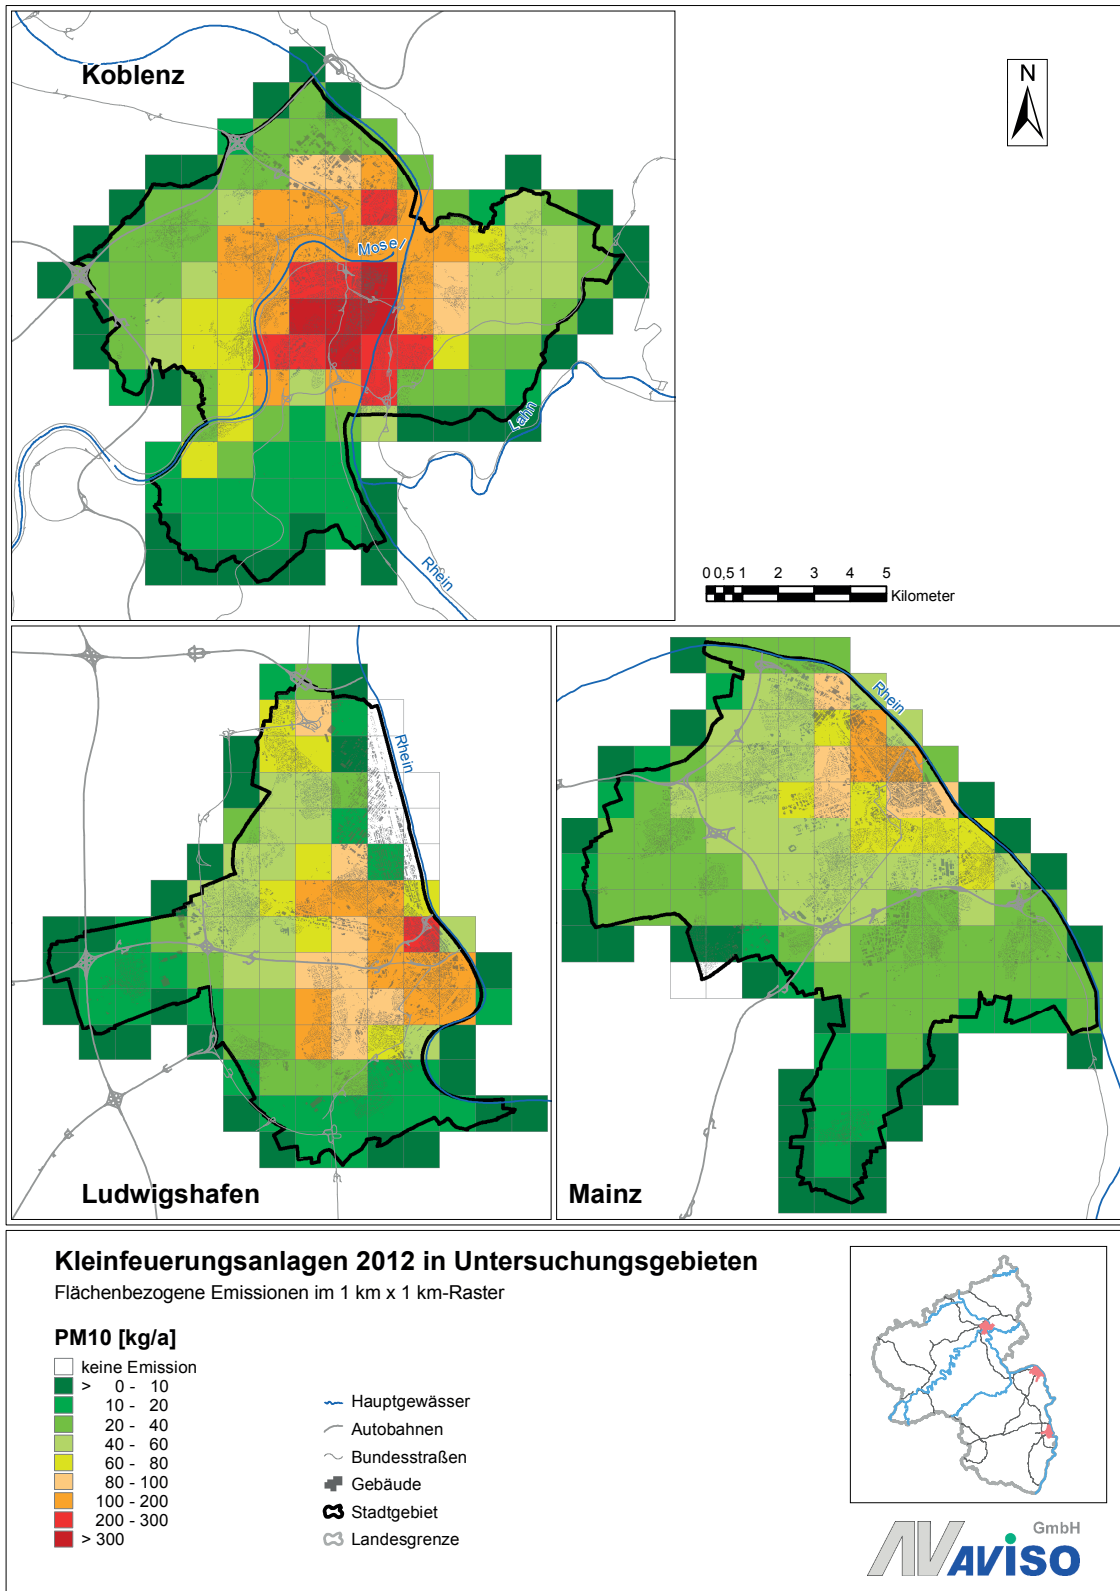 Koblenz
N
Mosel
Lahn
Rhein
0 0,5 1 2 3 4 5
Kilometer
Rhein
Ludwigshafen
Rhein
Mainz
Kleinfeuerungsanlagen 2012 in Untersuchungsgebieten
Flächenbezogene Emissionen im 1 km x 1 km-Raster
PM10 [kg/a]
keine Emission
> 0 - 10
10 - 20
20 - 40
40 - 60
60 - 80
80 - 100
100 - 200
200 - 300
> 300
Hauptgewässer
Autobahnen
Bundesstraßen
Gebäude
Stadtgebiet
Landesgrenze
GmbH
AVISO